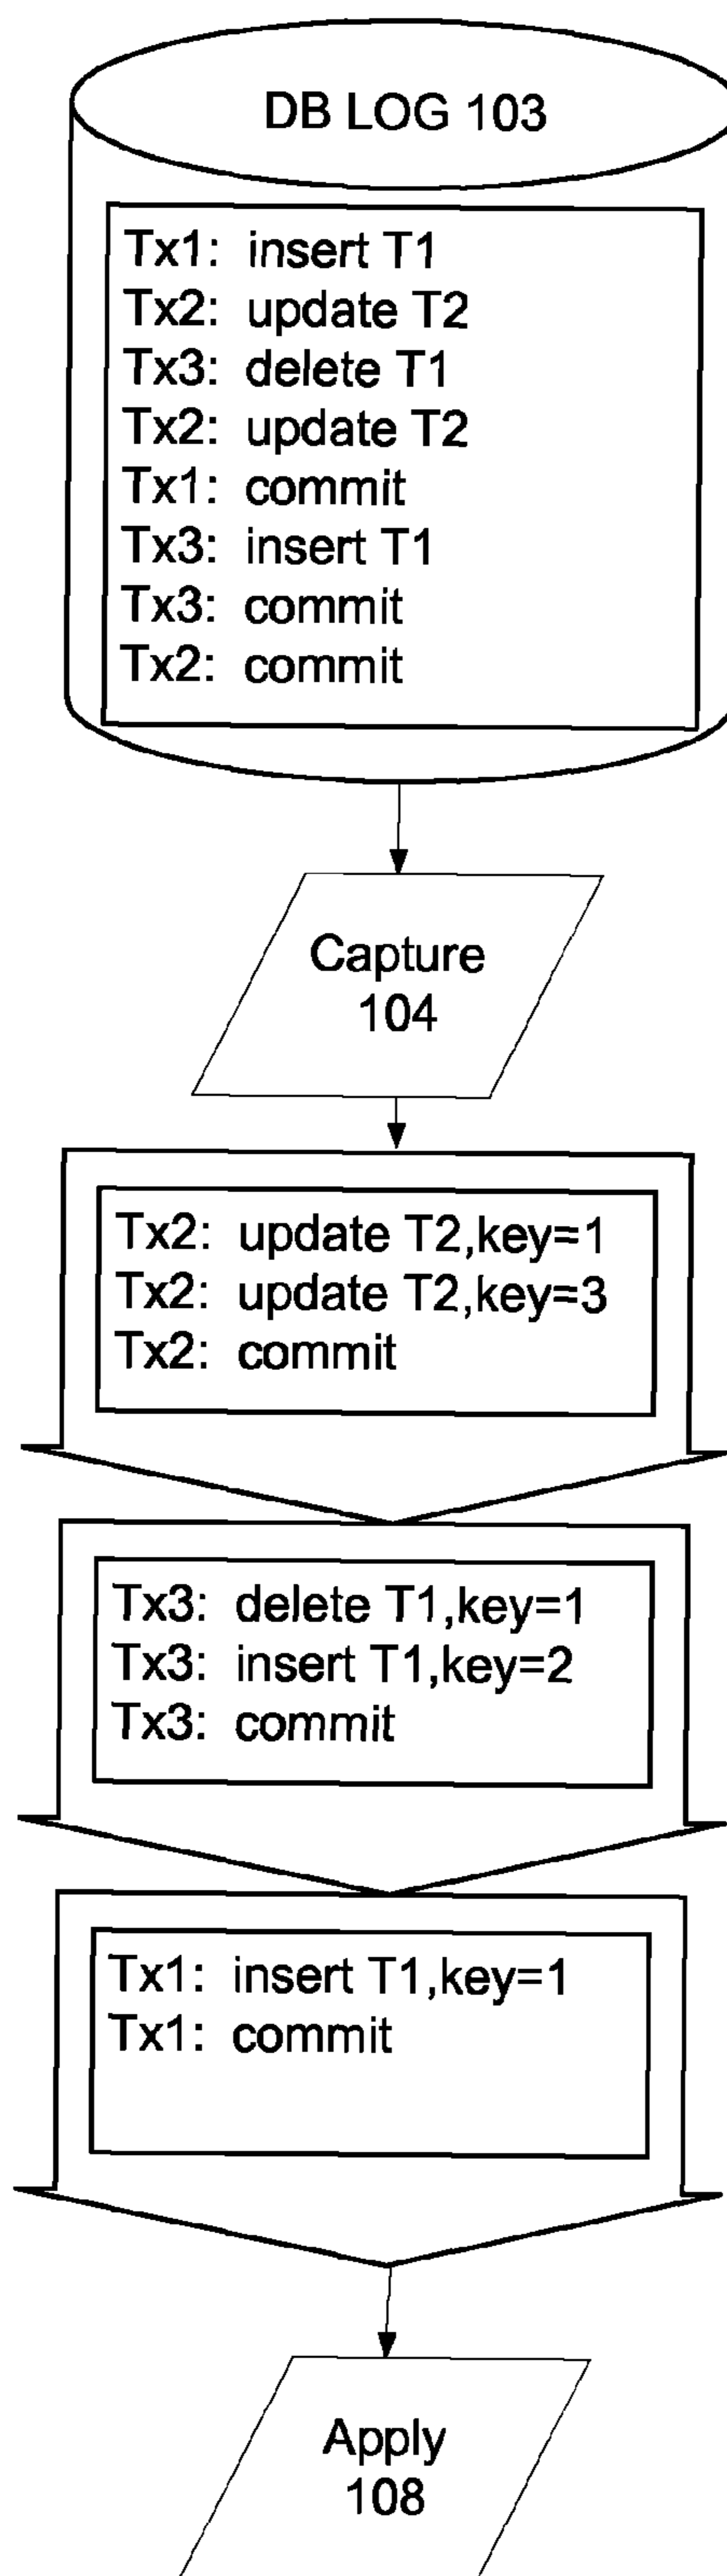 DB LOG 103
Tx1: insert T1
Tx2: update T2
Tx3: delete T1
Tx2: update T2
Tx1: commit
Tx3: insert T1
Tx3: commit
Tx2: commit
Capture
104
Tx2: update T2,key=1
Tx2: update T2,key=3
Tx2: commit
Tx3: delete T1,key=1
Tx3: insert T1,key=2
Tx3: commit
Tx1: insert T1,key=1
Tx1: commit
Apply
108